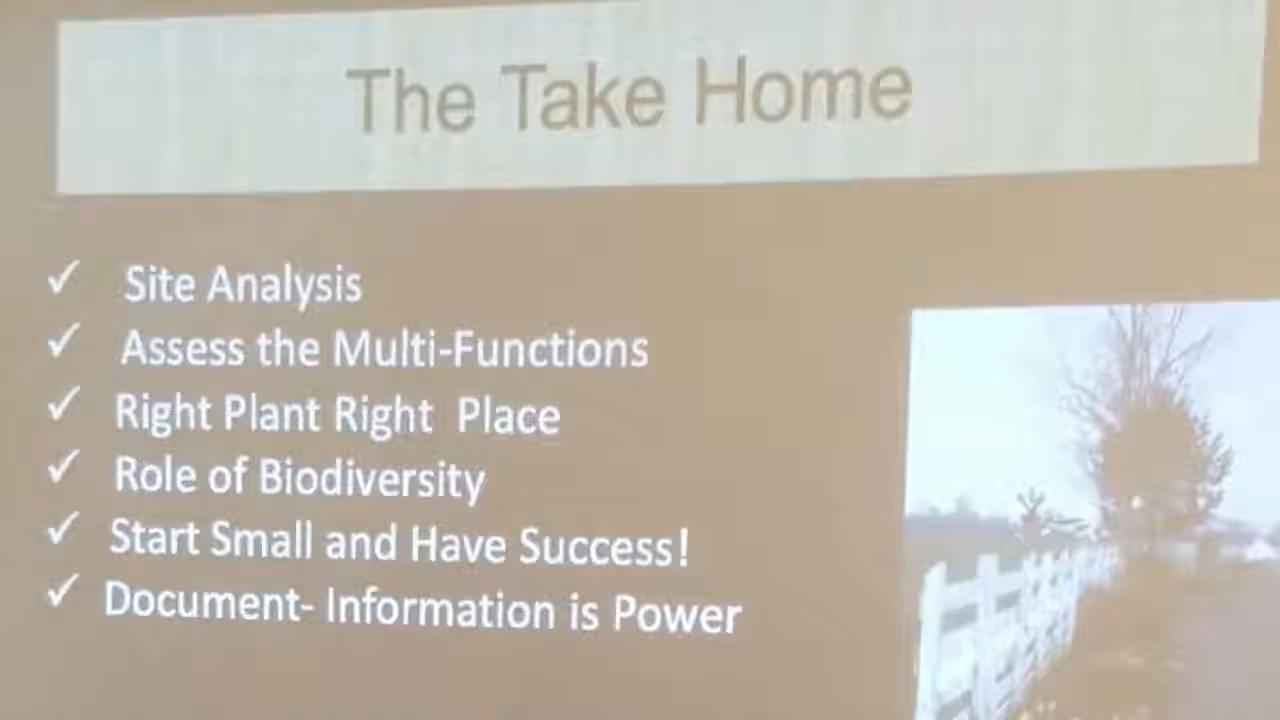 The Take Home
✓ Site Analysis
✓ Assess the Multi-Functions
✓ Right Plant Right Place
✓ Role of Biodiversity
✓ Start Small and Have Success!
✓ Document- Information is Power